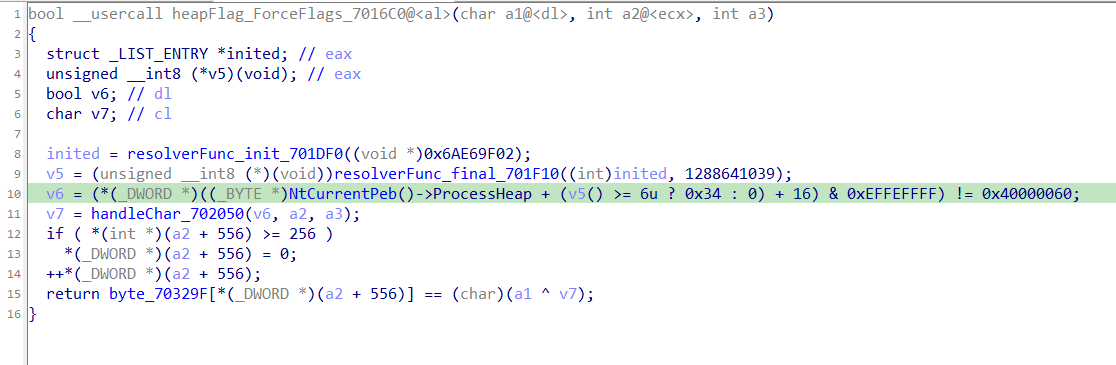 1 bool __usercall heapFlag_ForceFlags_7016C0@<al>(char a1@<dl>, int a2@<ecx>, int a3)
2 {
3 struct _LIST_ENTRY *inited; // eax
4 unsigned __int8 (*v5)(void); // eax
5 bool v6; // dl
6 char v7; // cl
7
8 inited = resolverFunc_init_701DF0((void *)0x6AE69F02);
9 v5 = (unsigned __int8 (*)(void))resolverFunc_final_701F10((int)inited, 1288641039);
10 v6 = (*(_DWORD *)((_BYTE *)NtCurrentPeb()->ProcessHeap + (v5() >= 6u ? 0x34 : 0) + 16) & 0xEFFEFFFF) != 0x40000060;
11 v7 = handleChar_702050(v6, a2, a3);
12 if ( *(int *)(a2 + 556) >= 256 )
13 *(_DWORD *)(a2 + 556) = 0;
14 ++*(_DWORD *)(a2 + 556);
15 return byte_70329F[*(_DWORD *)(a2 + 556)] == (char)(a1 ^ v7);
16 }